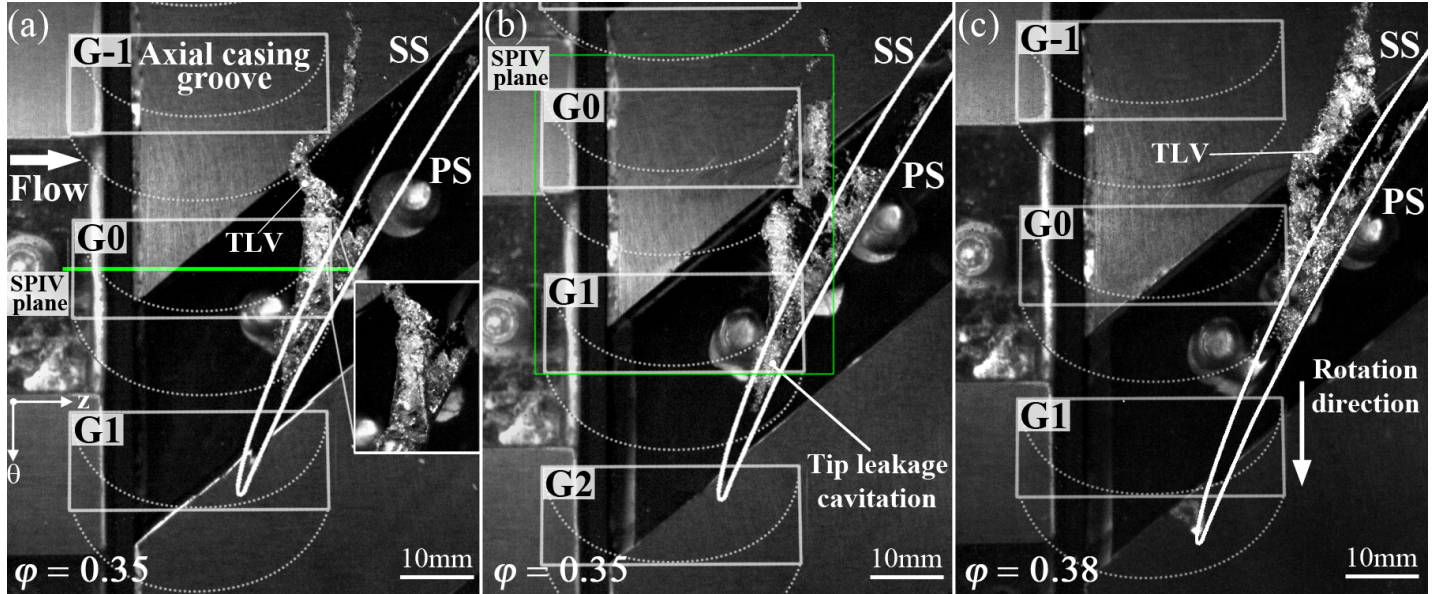 (a)
G-1
Axial casing
groove
SS
PS
Flow
TLV
G0
SPIV
plane
z
θ
G1
φ = 0.35
10mm
(b)
SPIV
plane
SS
G0
PS
G1
Tip leakage
cavitation
G2
φ = 0.35
10mm
(c)
G-1
SS
TLV
PS
G0
Rotation
direction
G1
φ = 0.38
10mm